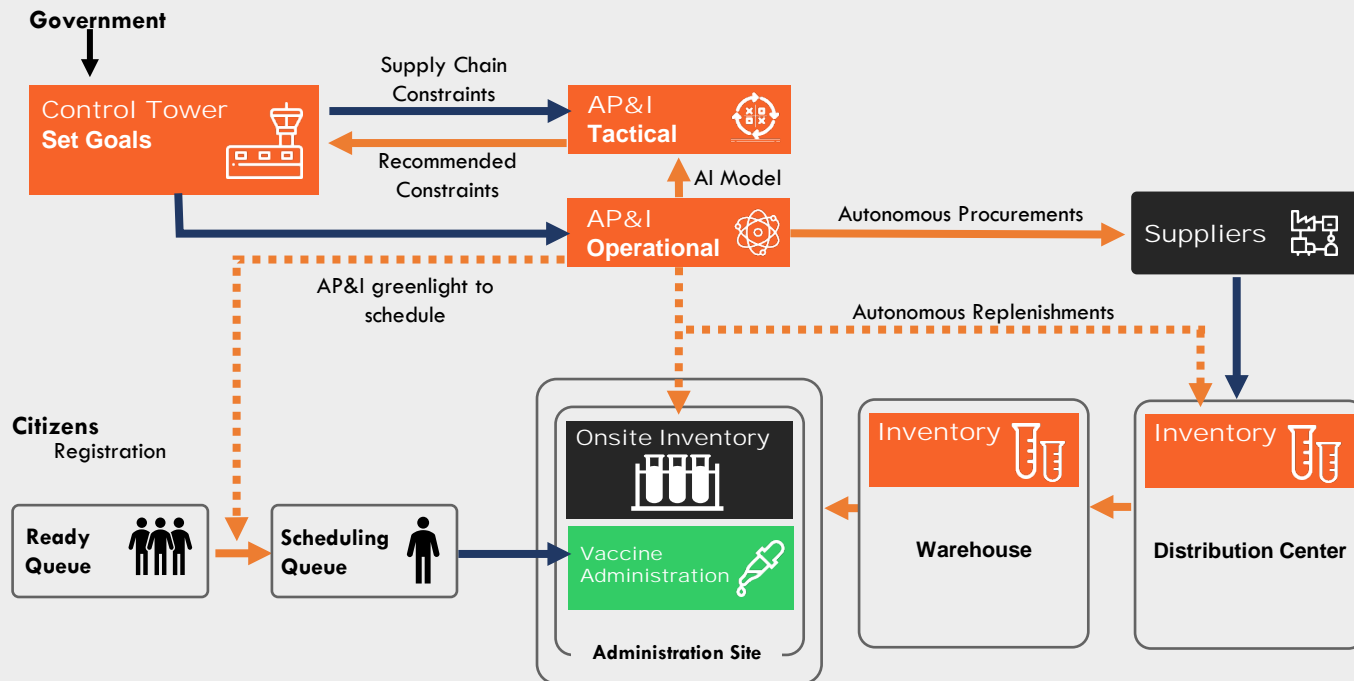 Government
Control Tower
Set Goals
Supply Chain
Constraints
Recommended
Constraints
AP&I
Tactical
AI Model
AP&I
Operational
Autonomous Procurements
Suppliers
AP&I greenlight to
schedule
Autonomous Replenishments
Citizens
Registration
Ready
Queue
Scheduling
Queue
Onsite Inventory
Vaccine
Administration
Administration Site
Inventory
Warehouse
Inventory
Distribution Center